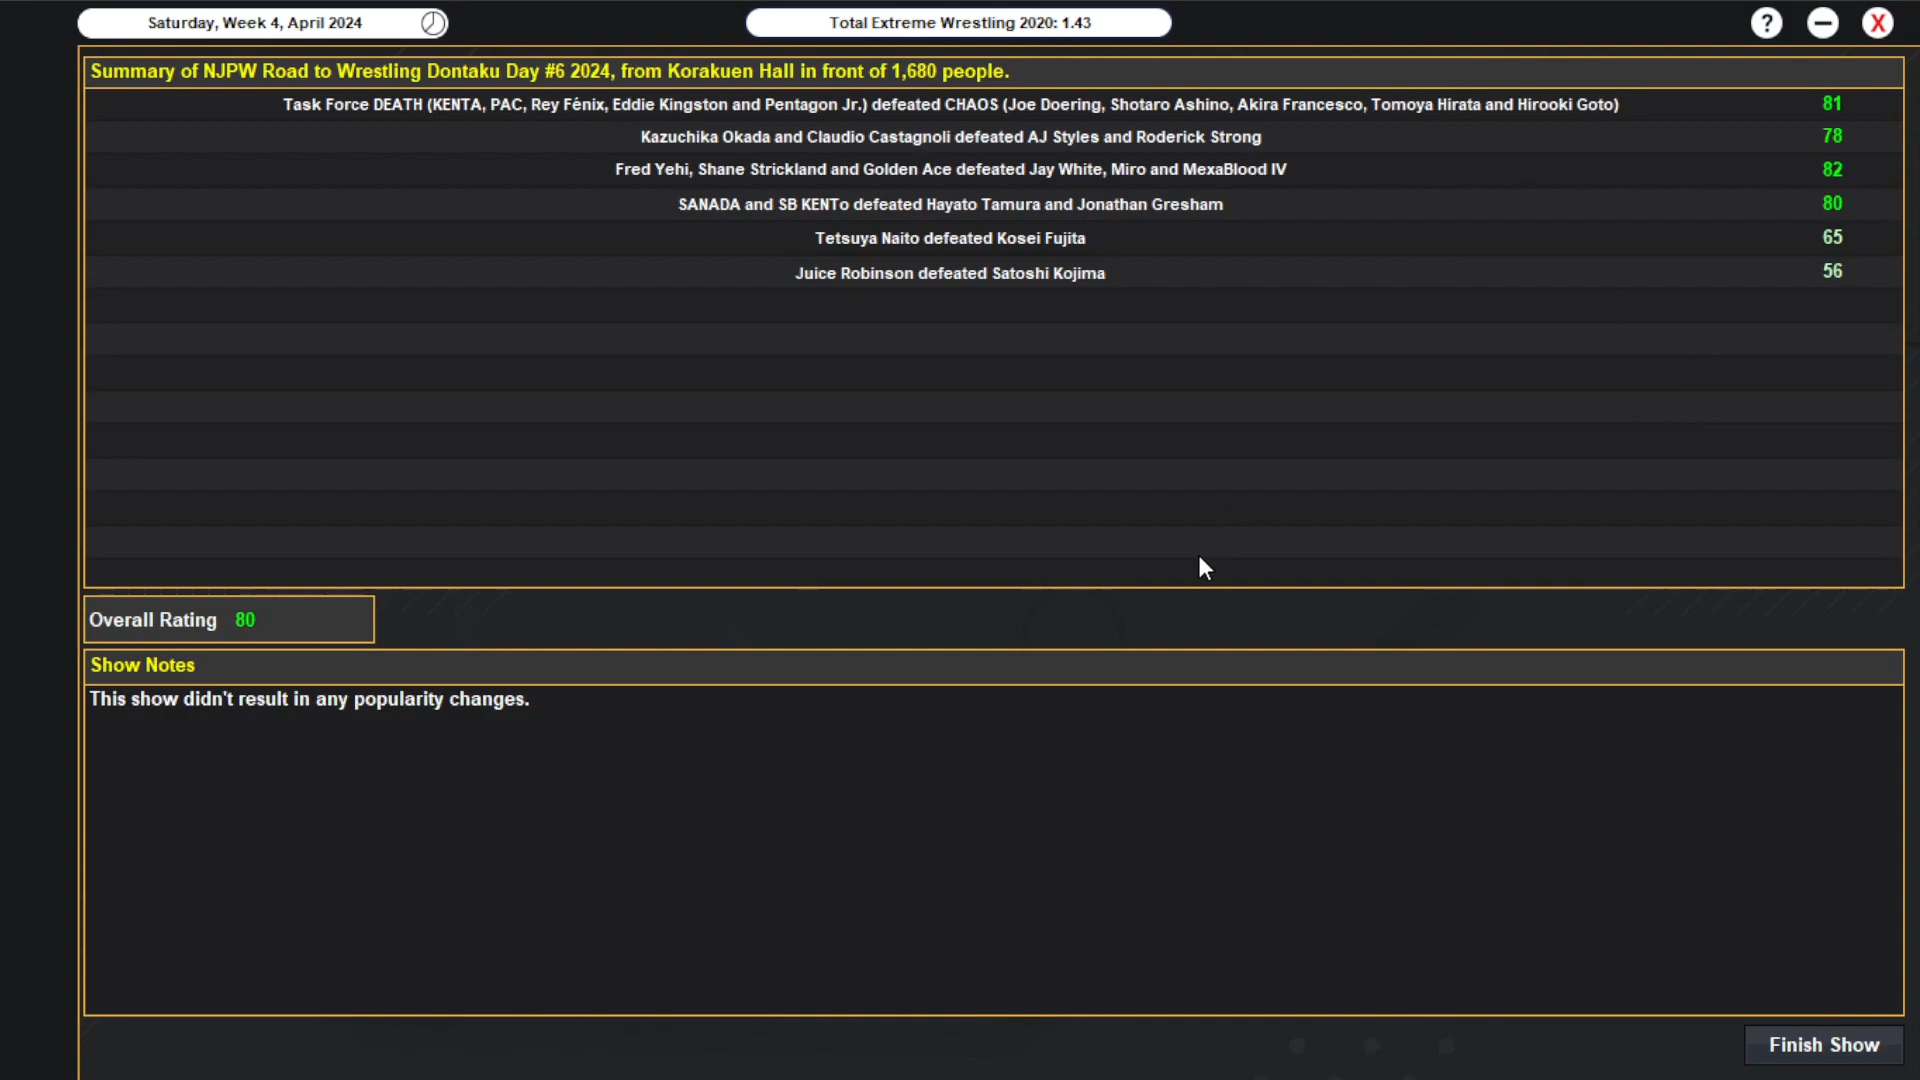 Saturday, Week 4, April 2024
Total Extreme Wrestling 2020: 1.43
?
X
Summary of NJPW Road to Wrestling Dontaku Day #6 2024, from Korakuen Hall in front of 1,680 people.
Task Force DEATH (KENTA, PAC, Rey Fénix, Eddie Kingston and Pentagon Jr.) defeated CHAOS (Joe Doering, Shotaro Ashino, Akira Francesco, Tomoya Hirata and Hirooki Goto) 81
Kazuchika Okada and Claudio Castagnoli defeated AJ Styles and Roderick Strong 78
Fred Yehi, Shane Strickland and Golden Ace defeated Jay White, Miro and MexaBlood IV 82
SANADA and SB KENTo defeated Hayato Tamura and Jonathan Gresham 80
Tetsuya Naito defeated Kosei Fujita 65
Juice Robinson defeated Satoshi Kojima 56
Overall Rating 80
Show Notes
This show didn't result in any popularity changes.
Finish Show